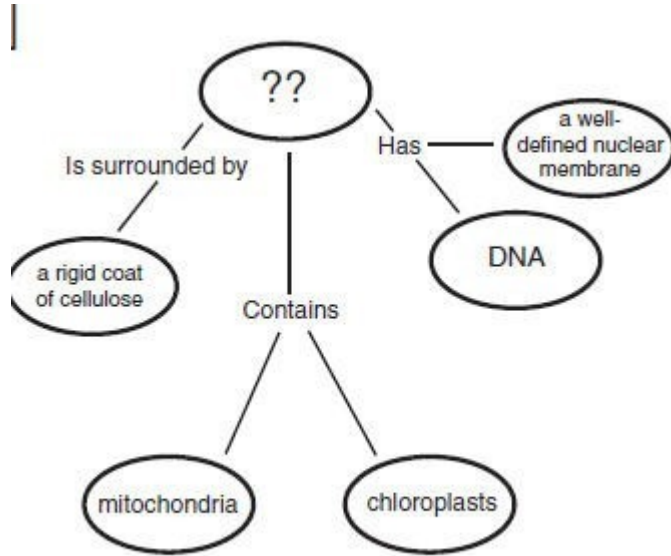 ??
Is surrounded by
Has
a well-
defined nuclear
membrane
a rigid coat
of cellulose
DNA
Contains
mitochondria
chloroplasts